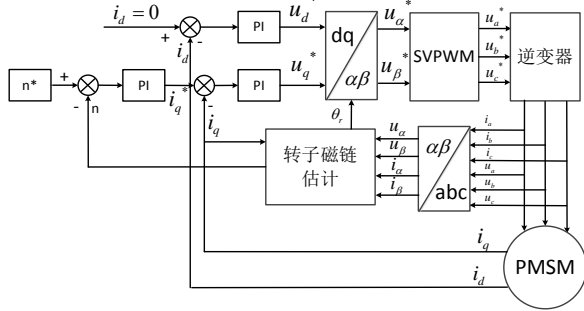 i_d = 0
+
-
i_d
PI
u_d
dq
αβ
u_α*
u_β*
SVPWM
u_a*
u_b*
u_c*
逆变器
n*
+
-
n
PI
i_q*
-
i_q
PI
u_q*
θ_r
转子磁链
估计
u_α
u_β
i_α
i_β
αβ
abc
i_a
i_b
i_c
u_a
u_b
u_c
i_q
i_d
PMSM